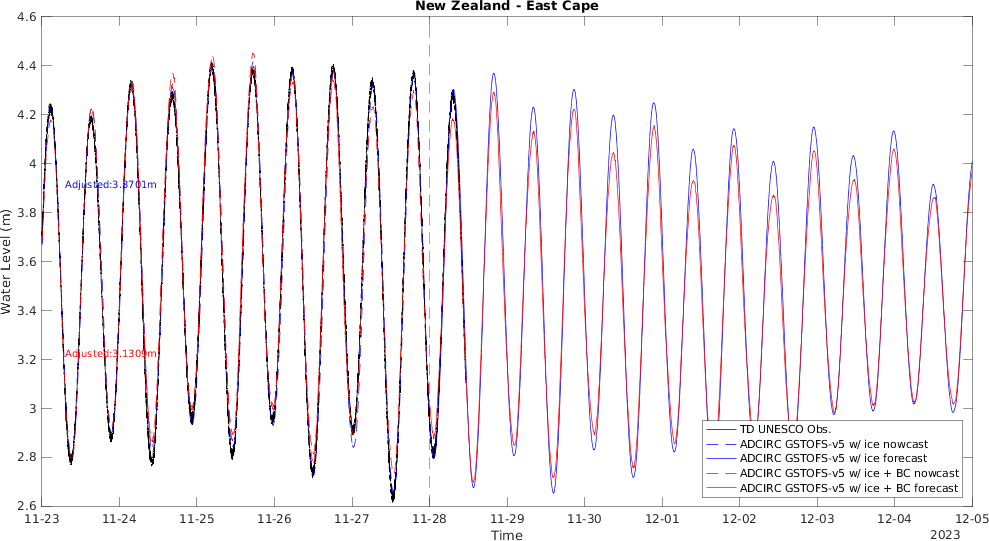 New Zealand - East Cape
4.6
4.4
4.2
4
3.8
3.6
3.4
3.2
3
2.8
2.6
Water Level (m)
Adjusted:3.3701m
Adjusted:3.1309m
TD UNESCO Obs.
ADCIRC GSTOFS-v5 w/ ice nowcast
ADCIRC GSTOFS-v5 w/ ice forecast
ADCIRC GSTOFS-v5 w/ ice + BC nowcast
ADCIRC GSTOFS-v5 w/ ice + BC forecast
11-23 11-24 11-25 11-26 11-27 11-28 11-29 11-30 12-01 12-02 12-03 12-04 12-05
Time
2023